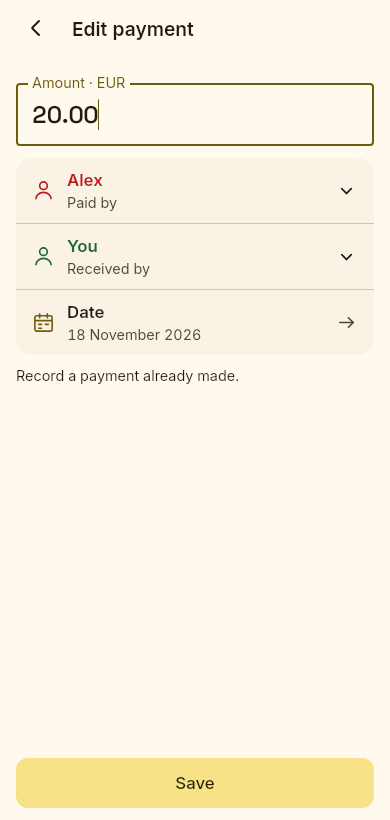 Edit payment
Amount · EUR
20.00
Alex
Paid by
You
Received by
Date
18 November 2026
Record a payment already made.
Save